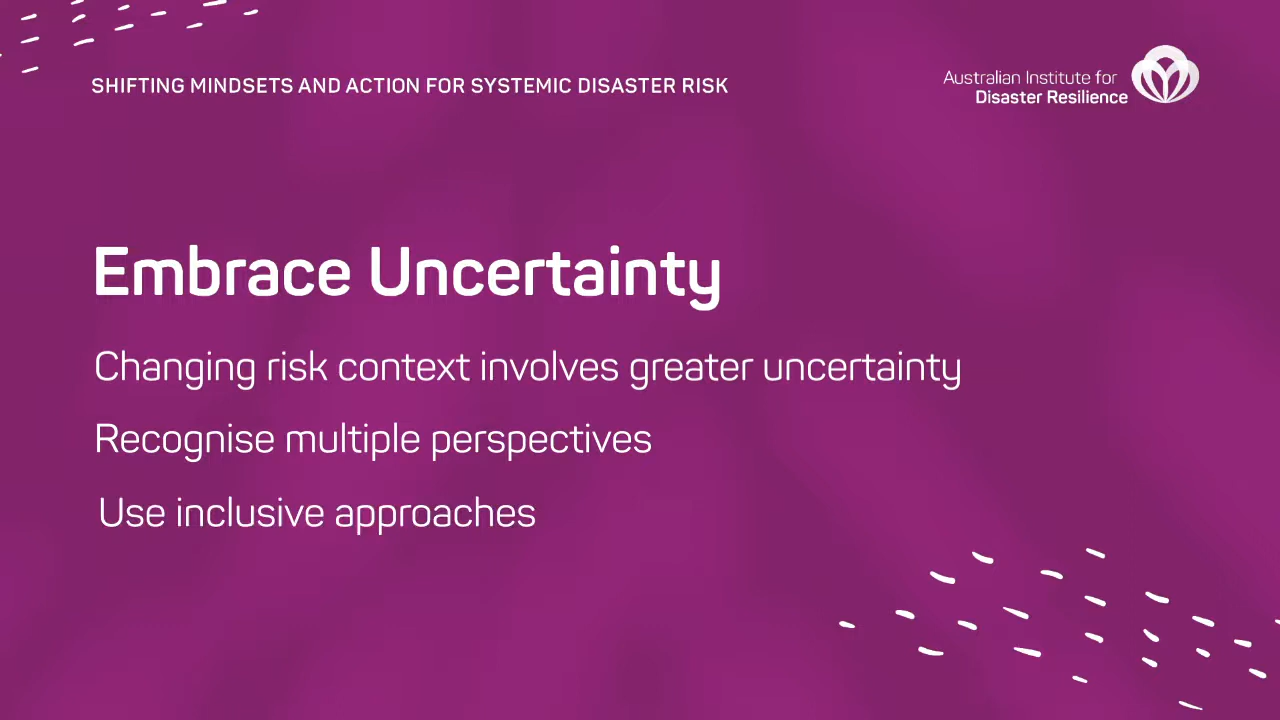 SHIFTING MINDSETS AND ACTION FOR SYSTEMIC DISASTER RISK
Australian Institute for
Disaster Resilience
Embrace Uncertainty
Changing risk context involves greater uncertainty
Recognise multiple perspectives
Use inclusive approaches